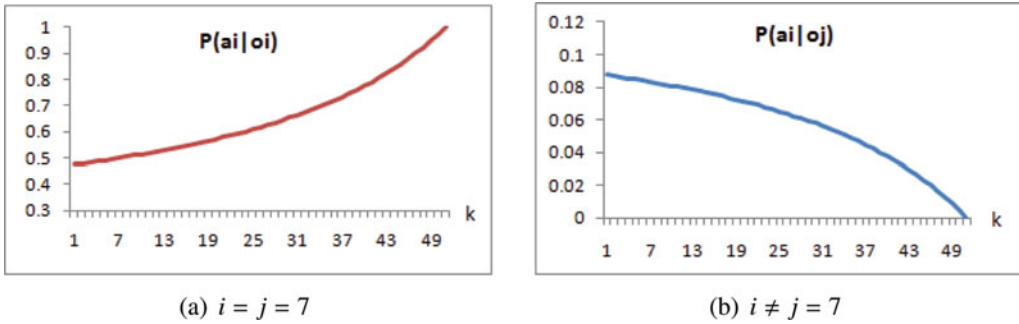 P(ai|oi)
1
0.9
0.8
0.7
0.6
0.5
0.4
0.3
1 7 13 19 25 31 37 43 49
k
(a) i = j = 7
P(ai|oj)
0.12
0.1
0.08
0.06
0.04
0.02
0
1 7 13 19 25 31 37 43 49
k
(b) i ≠ j = 7